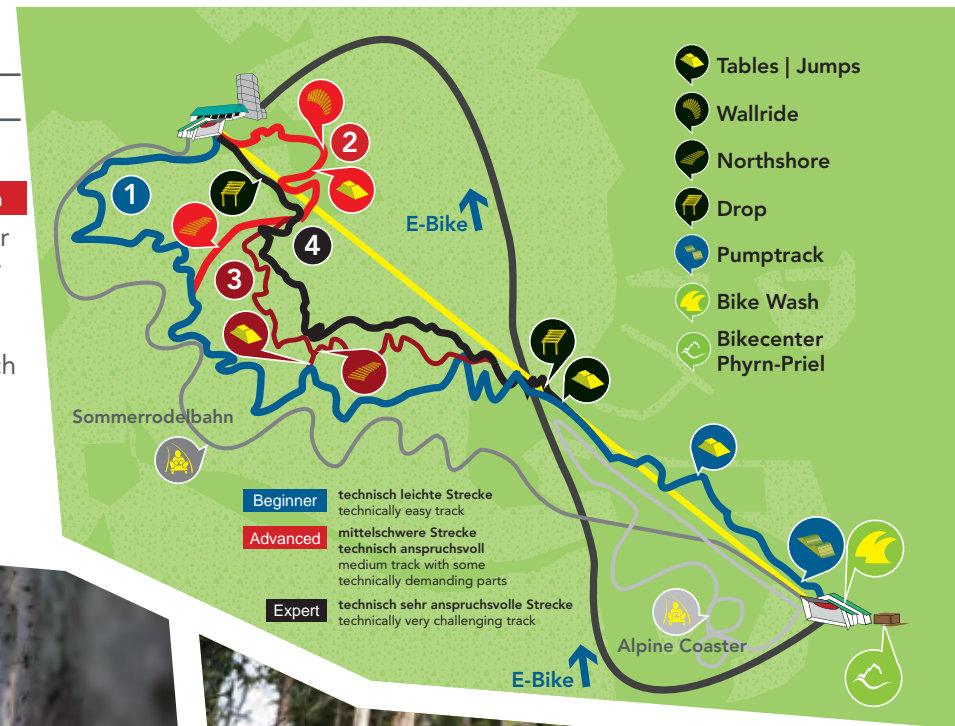 Tables | Jumps
Wallride
Northshore
Drop
Pumptrack
Bike Wash
Bikecenter
Phyrn-Priel
2
1
E-Bike
4
3
Sommerrodelbahn
Beginner
technisch leichte Strecke
technically easy track
Advanced
mittelschwere Strecke
technisch anspruchsvoll
medium track with some
technically demanding parts
Expert
technisch sehr anspruchsvolle Strecke
technically very challenging track
Alpine Coaster
E-Bike